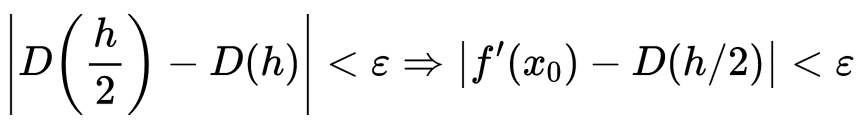 |D(h/2) − D(h)| < ε ⇒ |f′(x₀) − D(h/2)| < ε